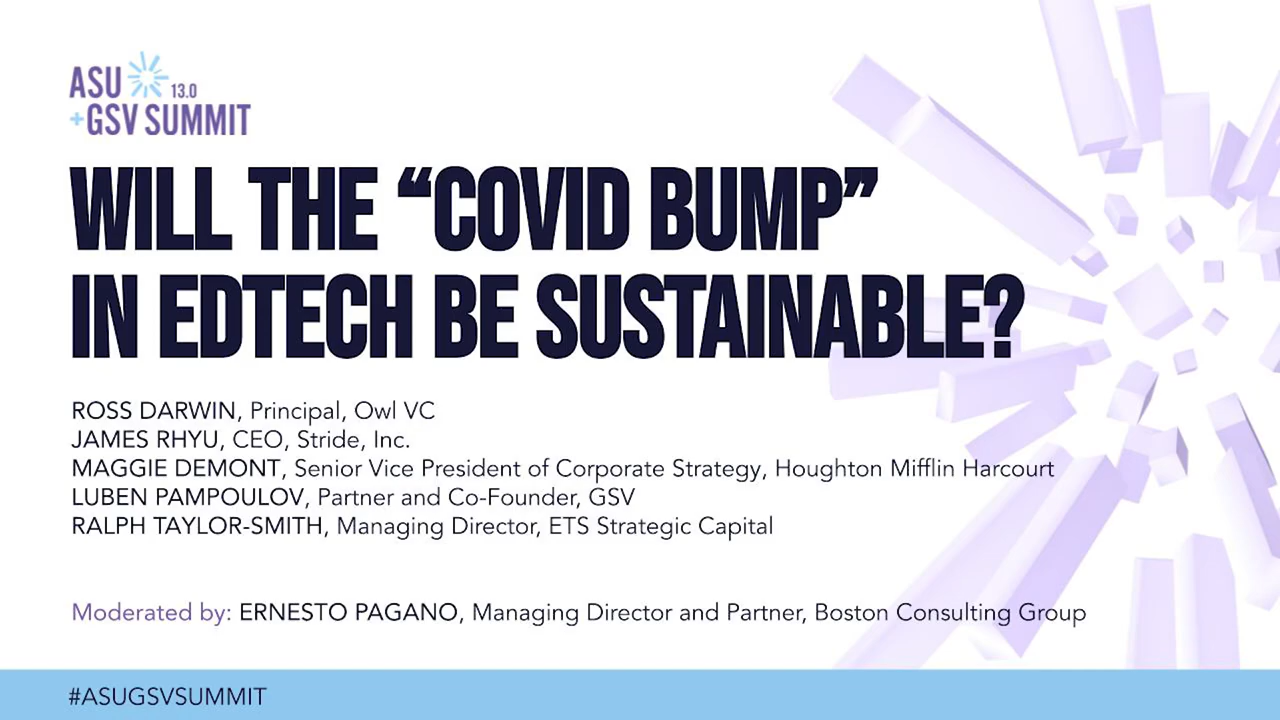 ASU 13.0
+GSV SUMMIT
WILL THE “COVID BUMP”
IN EDTECH BE SUSTAINABLE?
ROSS DARWIN, Principal, Owl VC
JAMES RHYU, CEO, Stride, Inc.
MAGGIE DEMONT, Senior Vice President of Corporate Strategy, Houghton Mifflin Harcourt
LUBEN PAMPOULOV, Partner and Co-Founder, GSV
RALPH TAYLOR-SMITH, Managing Director, ETS Strategic Capital
Moderated by: ERNESTO PAGANO, Managing Director and Partner, Boston Consulting Group
#ASUGSVSUMMIT